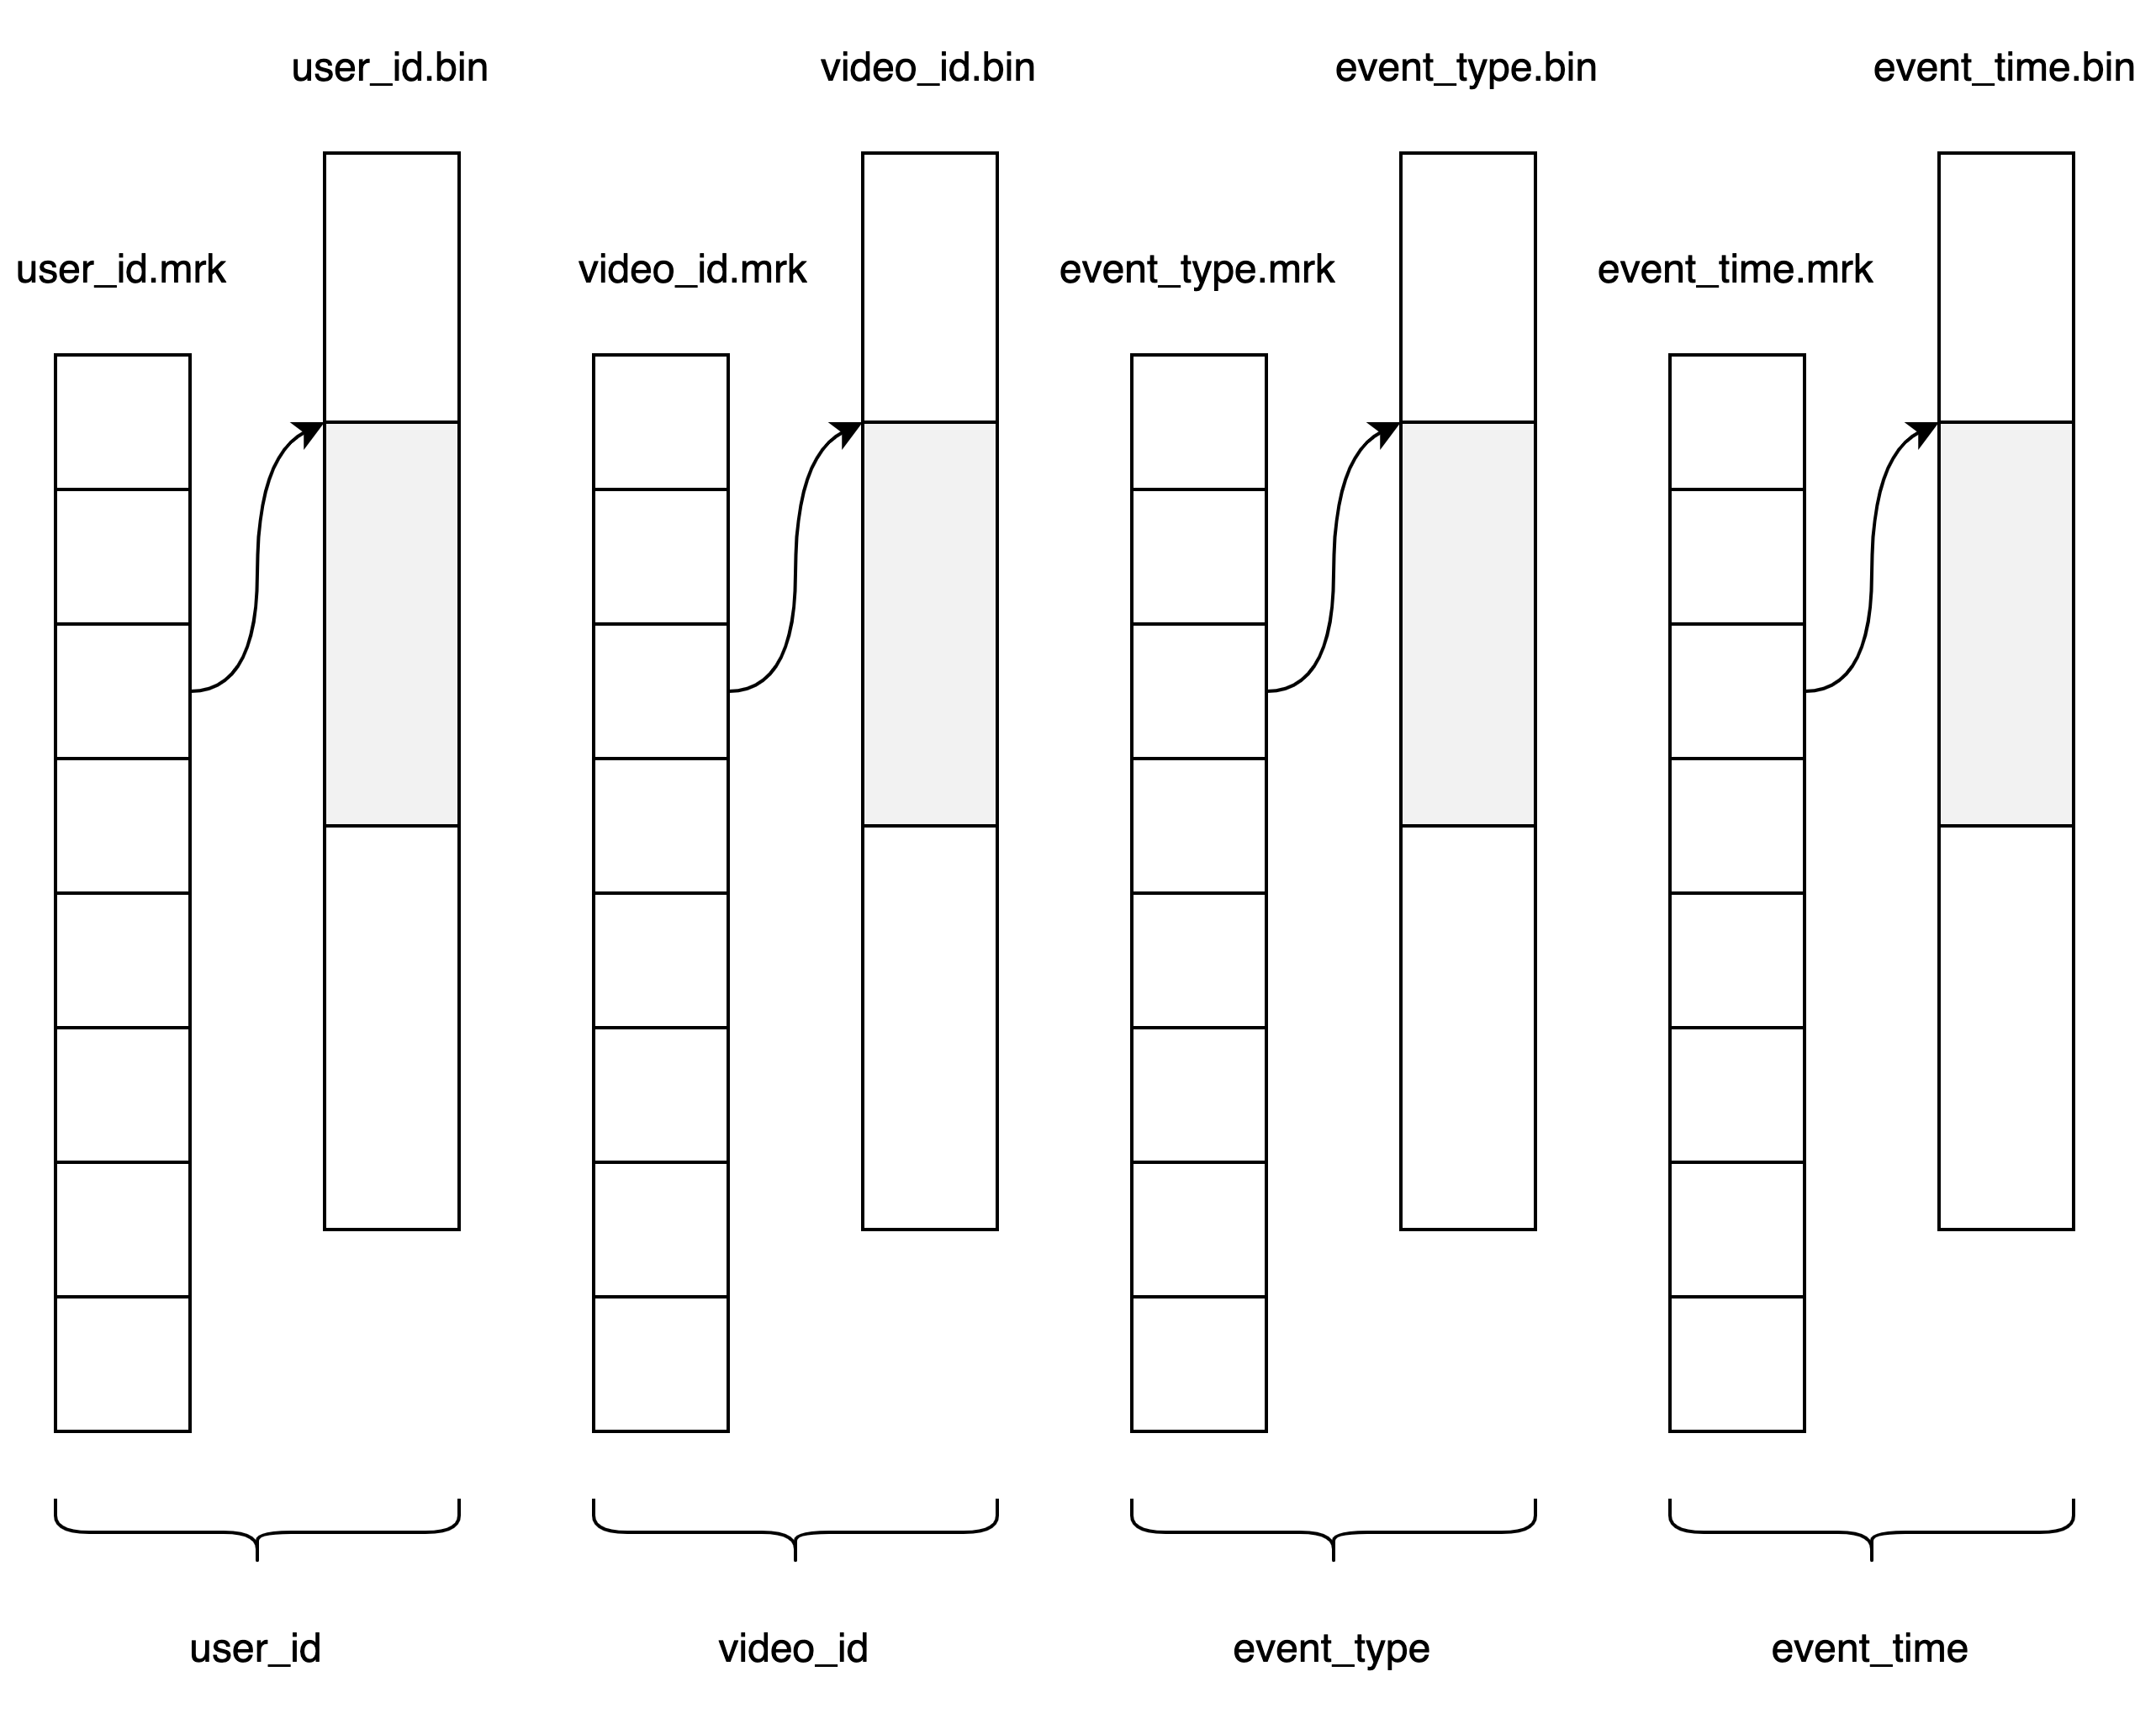 user_id.bin
video_id.bin
event_type.bin
event_time.bin
user_id.mrk
video_id.mrk
event_type.mrk
event_time.mrk
user_id
video_id
event_type
event_time